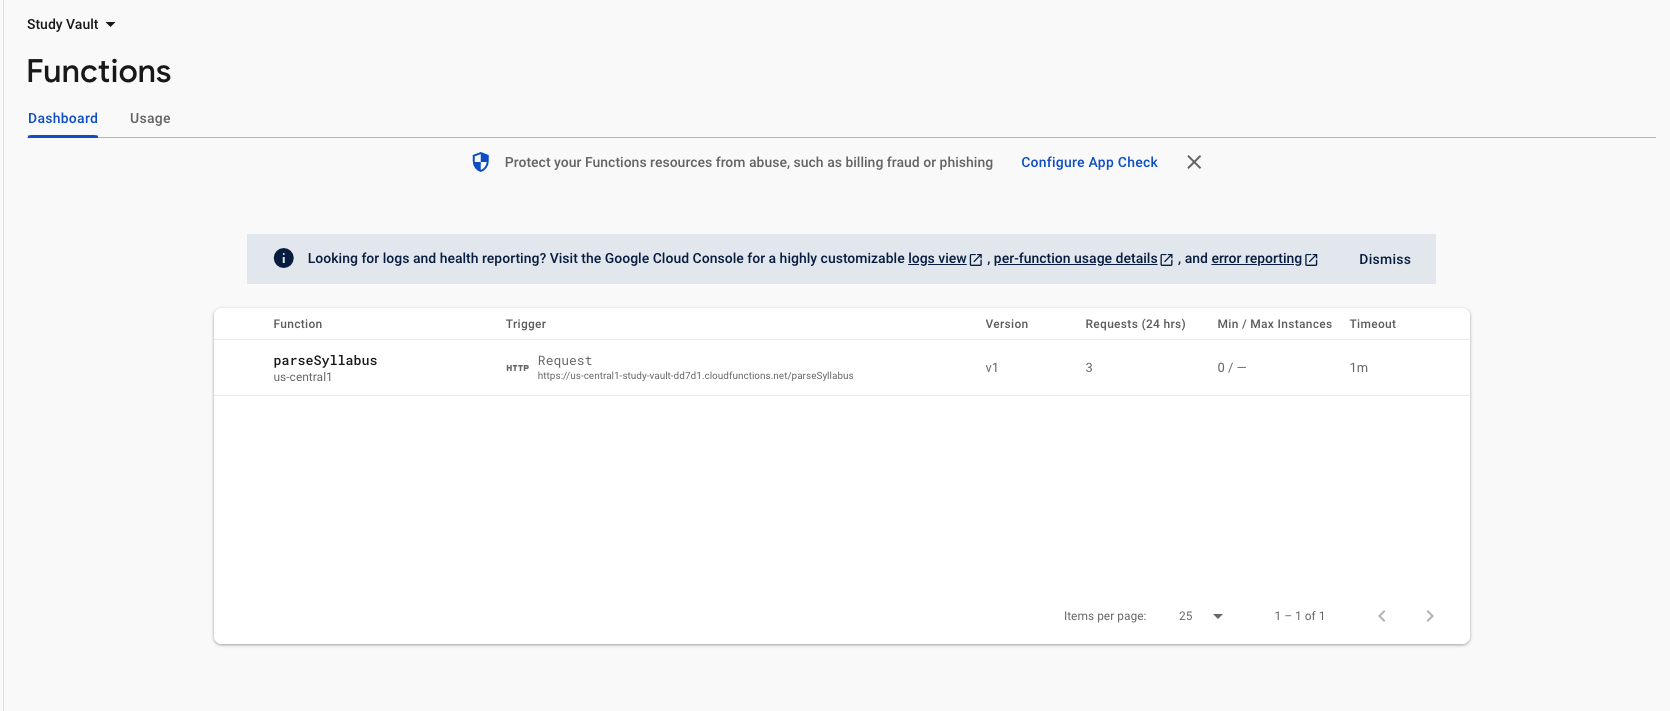 Study Vault
Functions
Dashboard Usage
Protect your Functions resources from abuse, such as billing fraud or phishing Configure App Check
Looking for logs and health reporting? Visit the Google Cloud Console for a highly customizable logs view , per-function usage details , and error reporting Dismiss
Function Trigger Version Requests (24 hrs) Min / Max Instances Timeout
parseSyllabus HTTP Request v1 3 0 / — 1m
us-central1 https://us-central1-study-vault-dd7d1.cloudfunctions.net/parseSyllabus
Items per page: 25 1 – 1 of 1